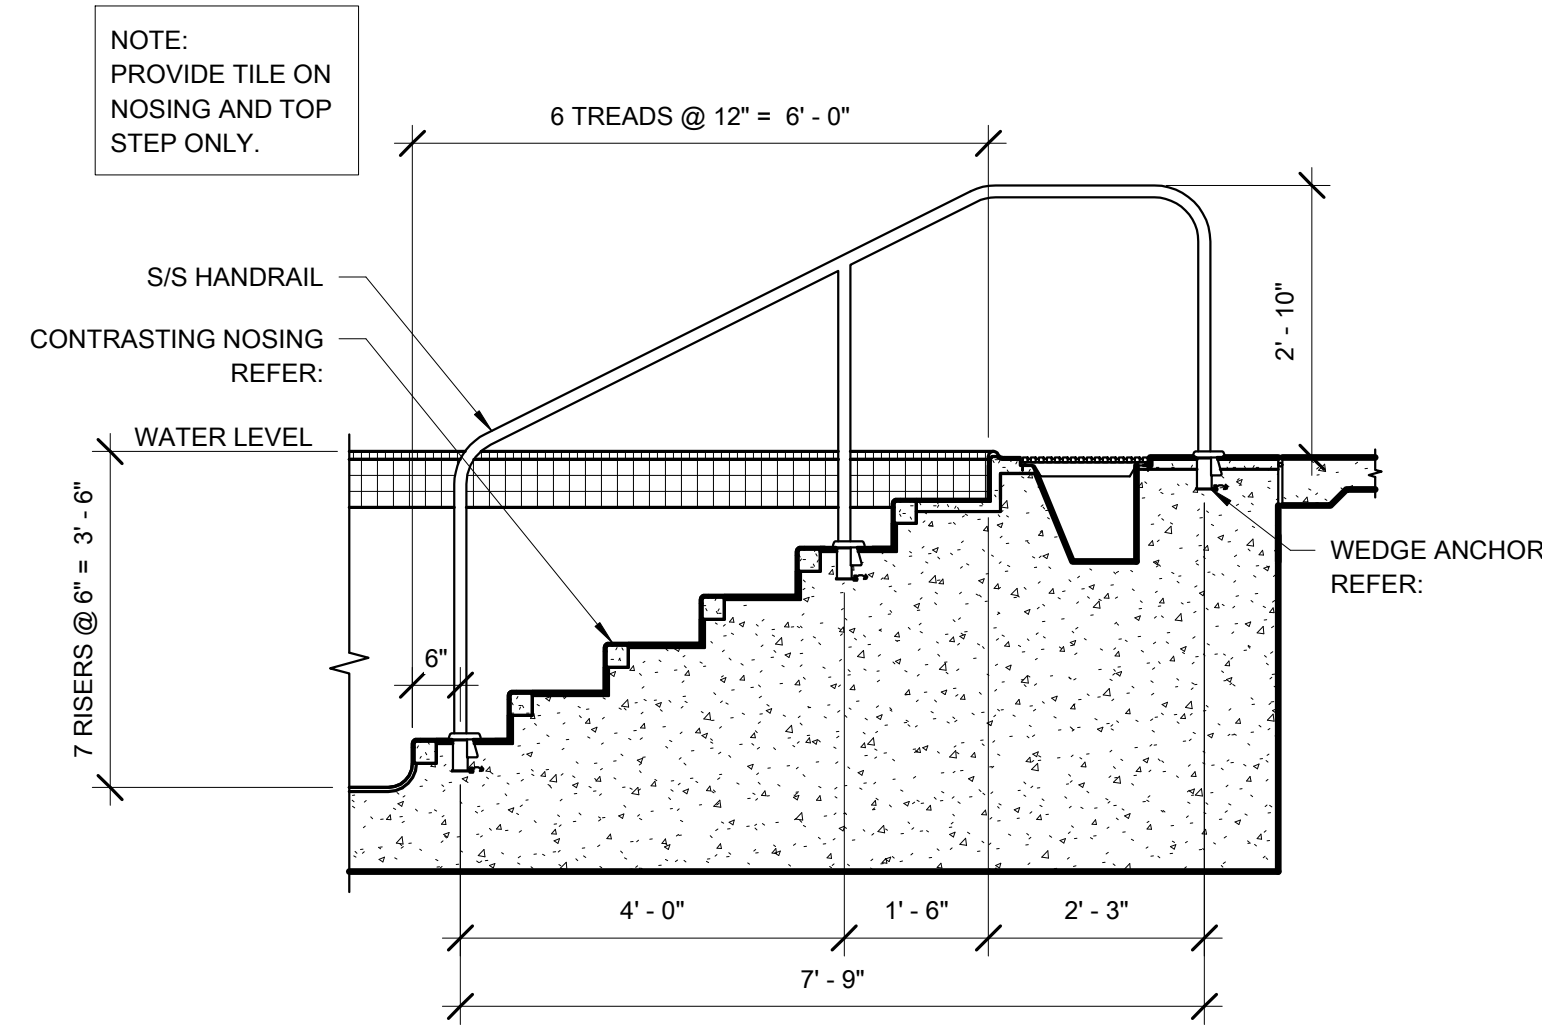 NOTE:
PROVIDE TILE ON
NOSING AND TOP
STEP ONLY.
6 TREADS @ 12" = 6' - 0"
S/S HANDRAIL
CONTRASTING NOSING
REFER:
WATER LEVEL
2' - 10"
7 RISERS @ 6" = 3' - 6"
6"
WEDGE ANCHOR
REFER:
4' - 0"
1' - 6"
2' - 3"
7' - 9"